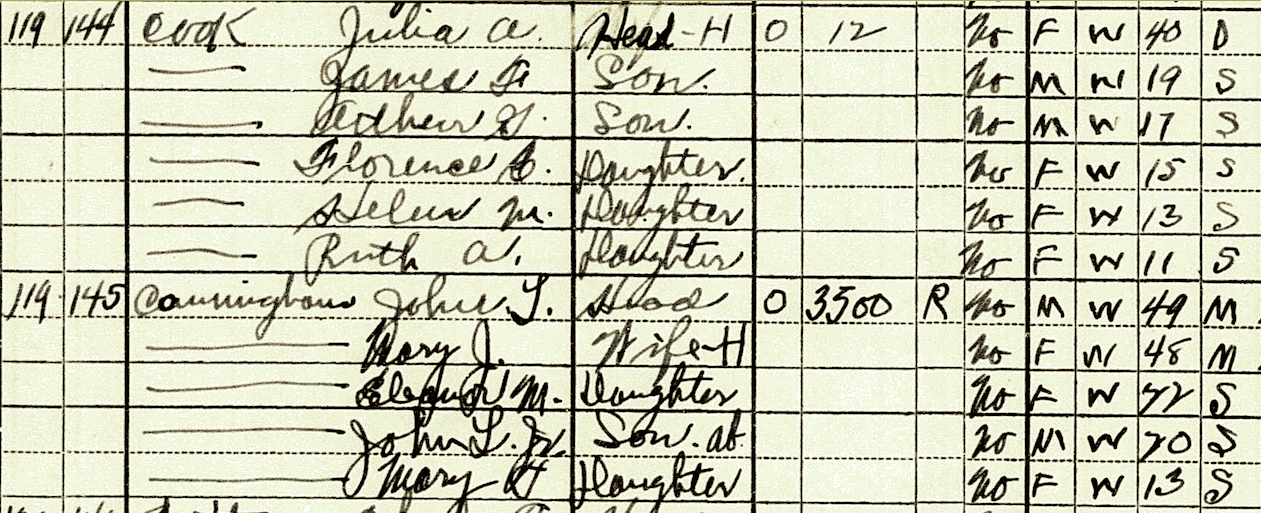 119 144 Cook Julia A. Head-H O 12 No F W 40 D
James F Son. No M W 19 S
Arthur G. Son. No M W 17 S
Florence E. Daughter. No F W 15 S
Helen M. Daughter No F W 13 S
Ruth A. Daughter No F W 11 S
119 145 Cunningham John L. Head O 3500 R No M W 49 M
Mary J. Wife-H No F W 48 M
Eleanor M. Daughter No F W 22 S
John L. Jr. Son. ab No M W 20 S
Mary Daughter No F W 13 S